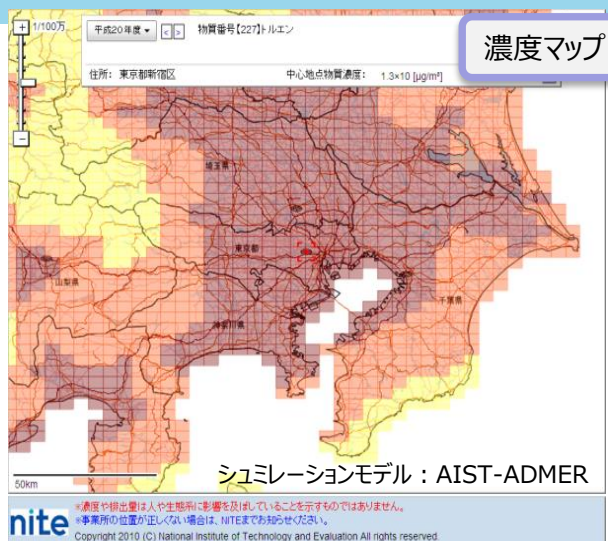 濃度マップ
1/100万
平成20年度 ▼ < > 物質番号【227】トルエン
住所: 東京都新宿区 中心地点物質濃度: 1.3×10 [μg/m³]
埼玉県
東京都
山梨県
千葉県
神奈川県
50km
シュミレーションモデル：AIST-ADMER
nite
※濃度や排出量は人や生態系に影響を及ぼしていることを示すものではありません。
※事業所の位置が正しくない場合は、NITEまでお知らせください。
Copyright 2010 (C) National Institute of Technology and Evaluation All rights reserved.